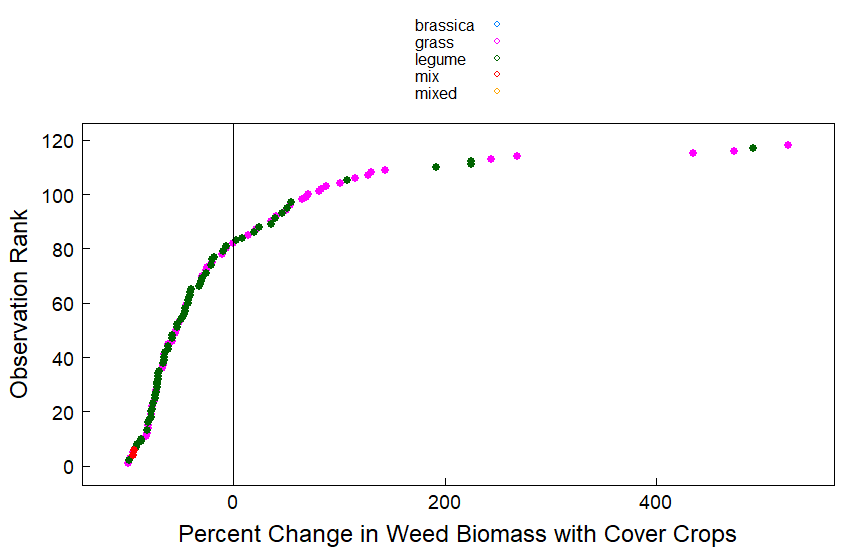 brassica
grass
legume
mix
mixed
120
100
80
60
40
20
0
Observation Rank
0 200 400
Percent Change in Weed Biomass with Cover Crops